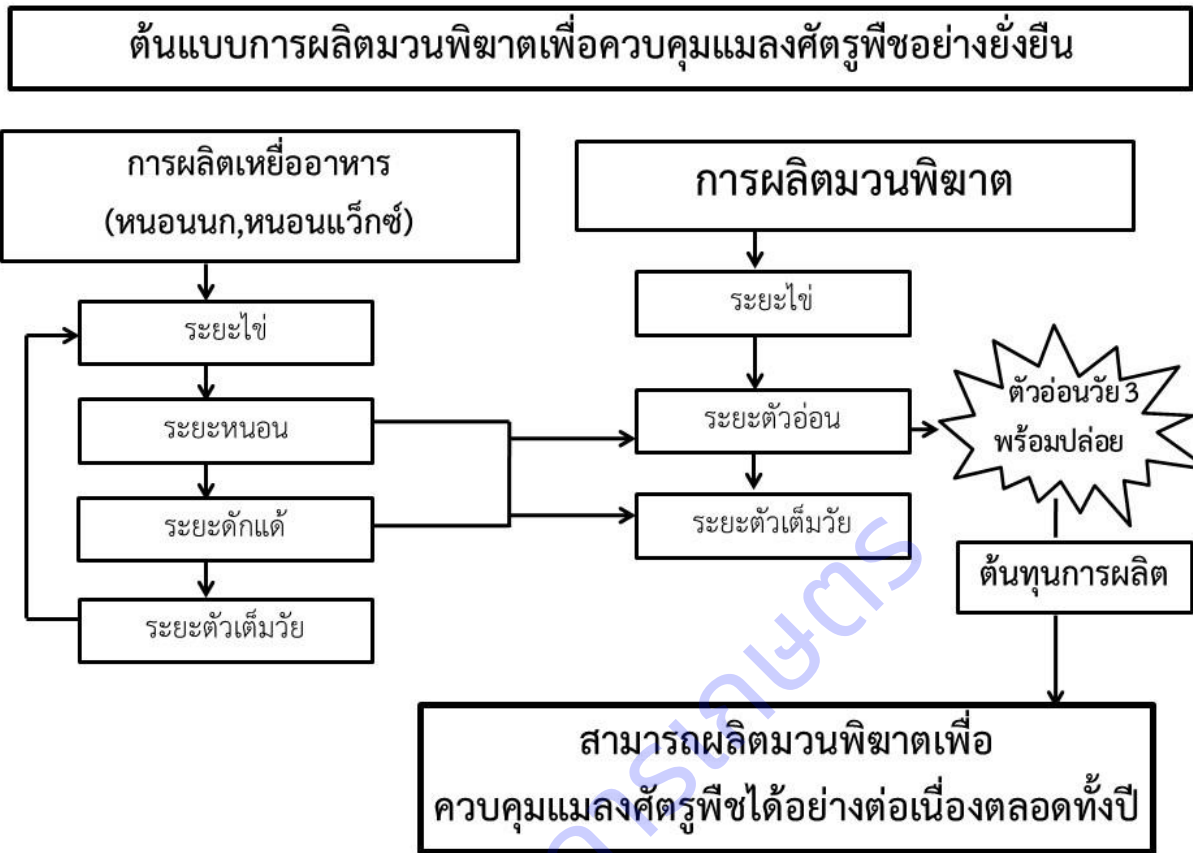 ต้นแบบการผลิตมวนพิฆาตเพื่อควบคุมแมลงศัตรูพืชอย่างยั่งยืน
การผลิตเหยื่ออาหาร
(หนอนนก,หนอนแว็กซ์)
ระยะไข่
ระยะหนอน
ระยะดักแด้
ระยะตัวเต็มวัย
การผลิตมวนพิฆาต
ระยะไข่
ระยะตัวอ่อน
ระยะตัวเต็มวัย
ตัวอ่อนวัย 3
พร้อมปล่อย
ต้นทุนการผลิต
สามารถผลิตมวนพิฆาตเพื่อ
ควบคุมแมลงศัตรูพืชได้อย่างต่อเนื่องตลอดทั้งปี
การเกษตร